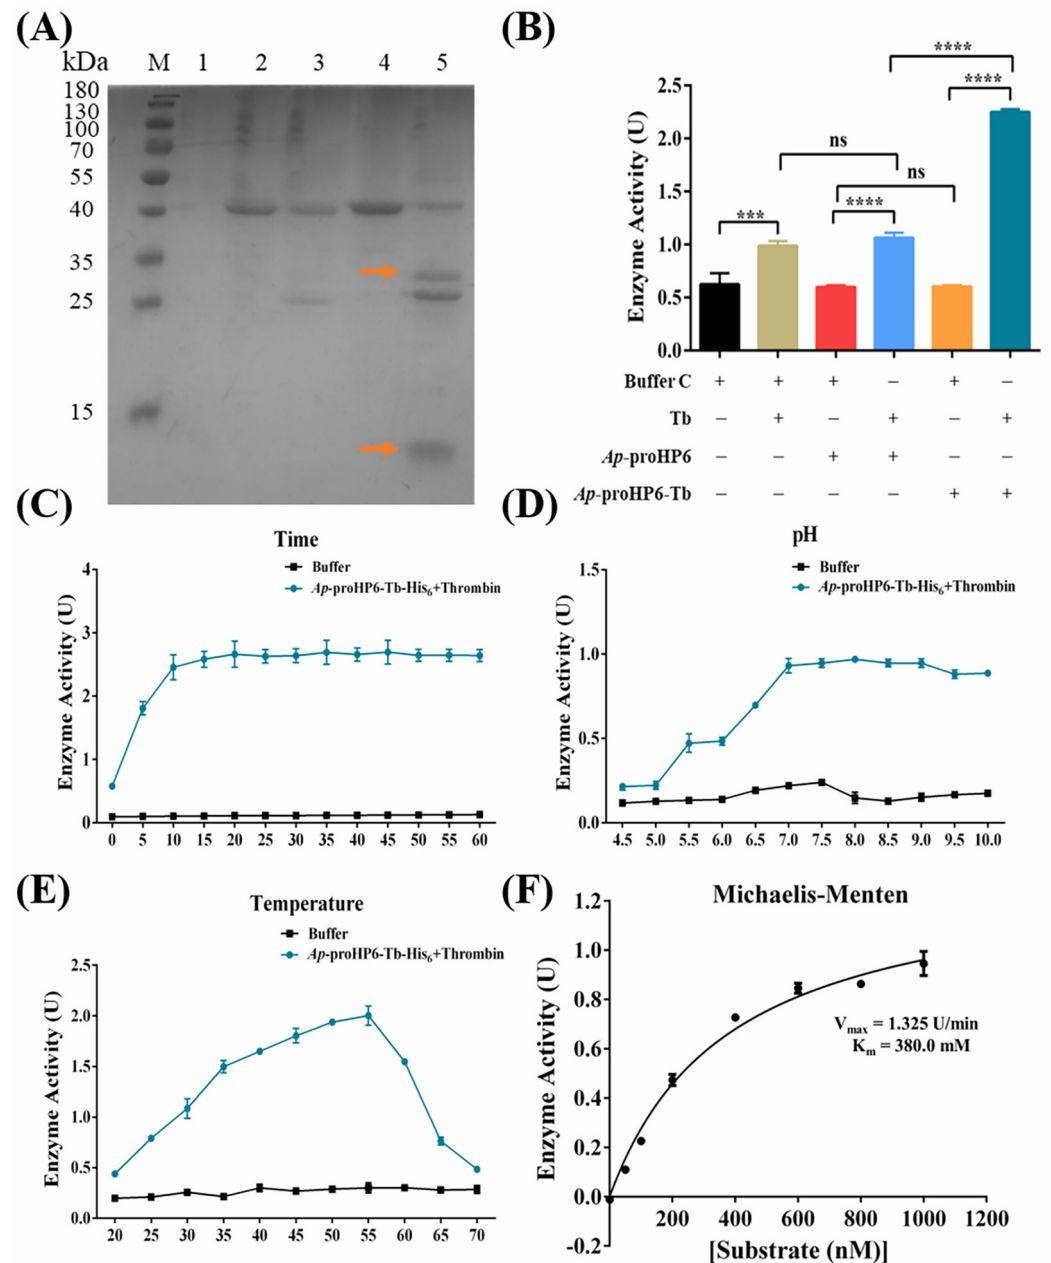 (A)
kDa M 1 2 3 4 5
180
130
100
70
55
40
35
25
15
(B)
Enzyme Activity (U)
2.5
2.0
1.5
1.0
0.5
0.0
***
ns
****
ns
****
****
Buffer C + + + – + –
Tb – + – + – +
Ap-proHP6 – – + + – –
Ap-proHP6-Tb – – – – + +
(C)
Time
Buffer
Ap-proHP6-Tb-His6+Thrombin
Enzyme Activity (U)
4
3
2
1
0
0 5 10 15 20 25 30 35 40 45 50 55 60
(D)
pH
Buffer
Ap-proHP6-Tb-His6+Thrombin
Enzyme Activity (U)
1.5
1.0
0.5
0.0
4.5 5.0 5.5 6.0 6.5 7.0 7.5 8.0 8.5 9.0 9.5 10.0
(E)
Temperature
Buffer
Ap-proHP6-Tb-His6+Thrombin
Enzyme Activity (U)
2.5
2.0
1.5
1.0
0.5
0.0
20 25 30 35 40 45 50 55 60 65 70
(F)
Michaelis-Menten
Enzyme Activity (U)
1.2
1.0
0.8
0.6
0.4
0.2
0.0
-0.2
Vmax = 1.325 U/min
Km = 380.0 mM
200 400 600 800 1000 1200
[Substrate (nM)]